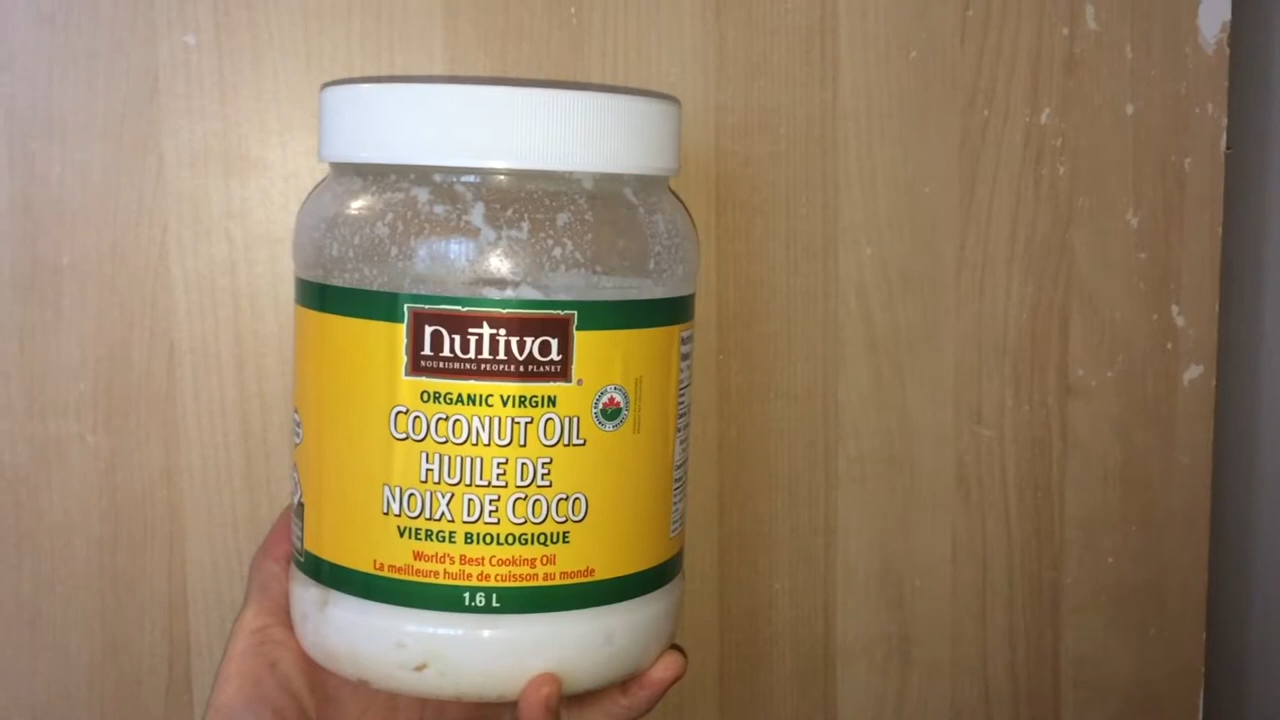 nutiva
NOURISHING PEOPLE & PLANET
ORGANIC VIRGIN
COCONUT OIL
HUILE DE
NOIX DE COCO
VIERGE BIOLOGIQUE
World's Best Cooking Oil
La meilleure huile de cuisson au monde
1.6 L